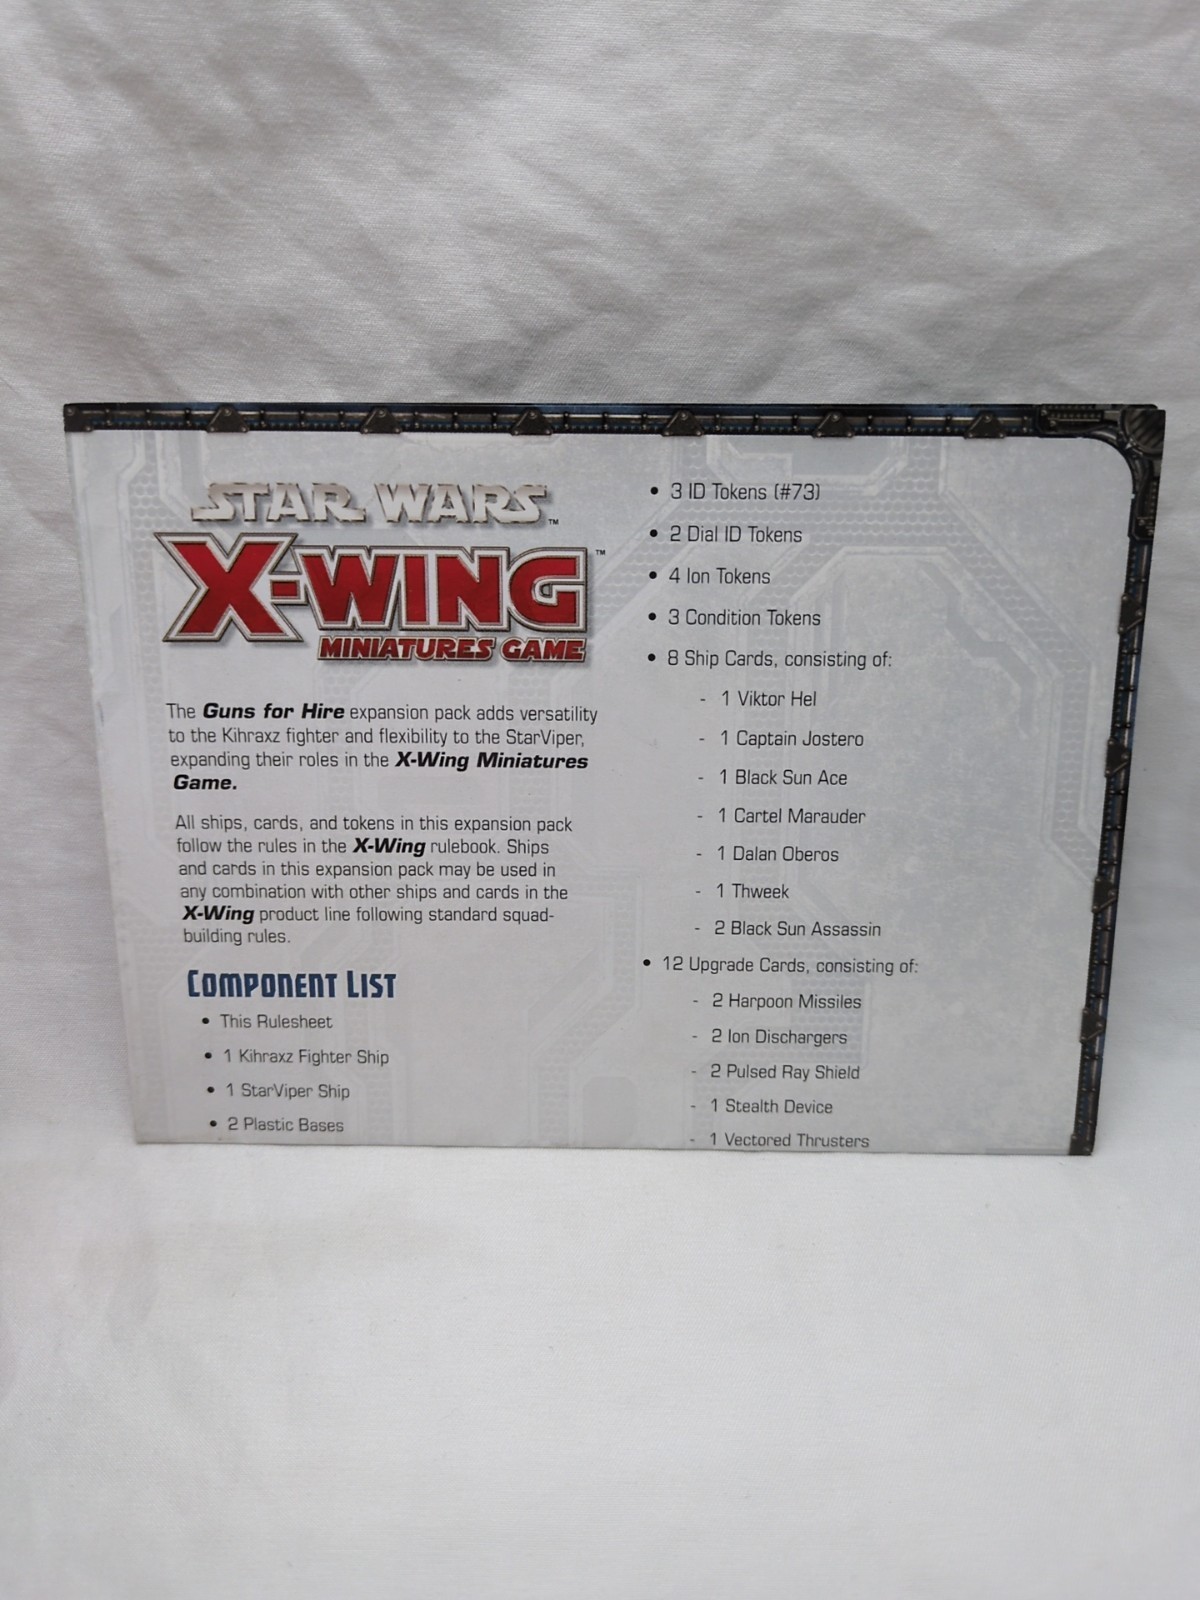 STAR WARS™
X-WING™
MINIATURES GAME
The Guns for Hire expansion pack adds versatility
to the Kihraxz fighter and flexibility to the StarViper,
expanding their roles in the X-Wing Miniatures
Game.
All ships, cards, and tokens in this expansion pack
follow the rules in the X-Wing rulebook. Ships
and cards in this expansion pack may be used in
any combination with other ships and cards in the
X-Wing product line following standard squad-
building rules.
COMPONENT LIST
• This Rulesheet
• 1 Kihraxz Fighter Ship
• 1 StarViper Ship
• 2 Plastic Bases
• 3 ID Tokens (#73)
• 2 Dial ID Tokens
• 4 Ion Tokens
• 3 Condition Tokens
• 8 Ship Cards, consisting of:
- 1 Viktor Hel
- 1 Captain Jostero
- 1 Black Sun Ace
- 1 Cartel Marauder
- 1 Dalan Oberos
- 1 Thweek
- 2 Black Sun Assassin
• 12 Upgrade Cards, consisting of:
- 2 Harpoon Missiles
- 2 Ion Dischargers
- 2 Pulsed Ray Shield
- 1 Stealth Device
- 1 Vectored Thrusters